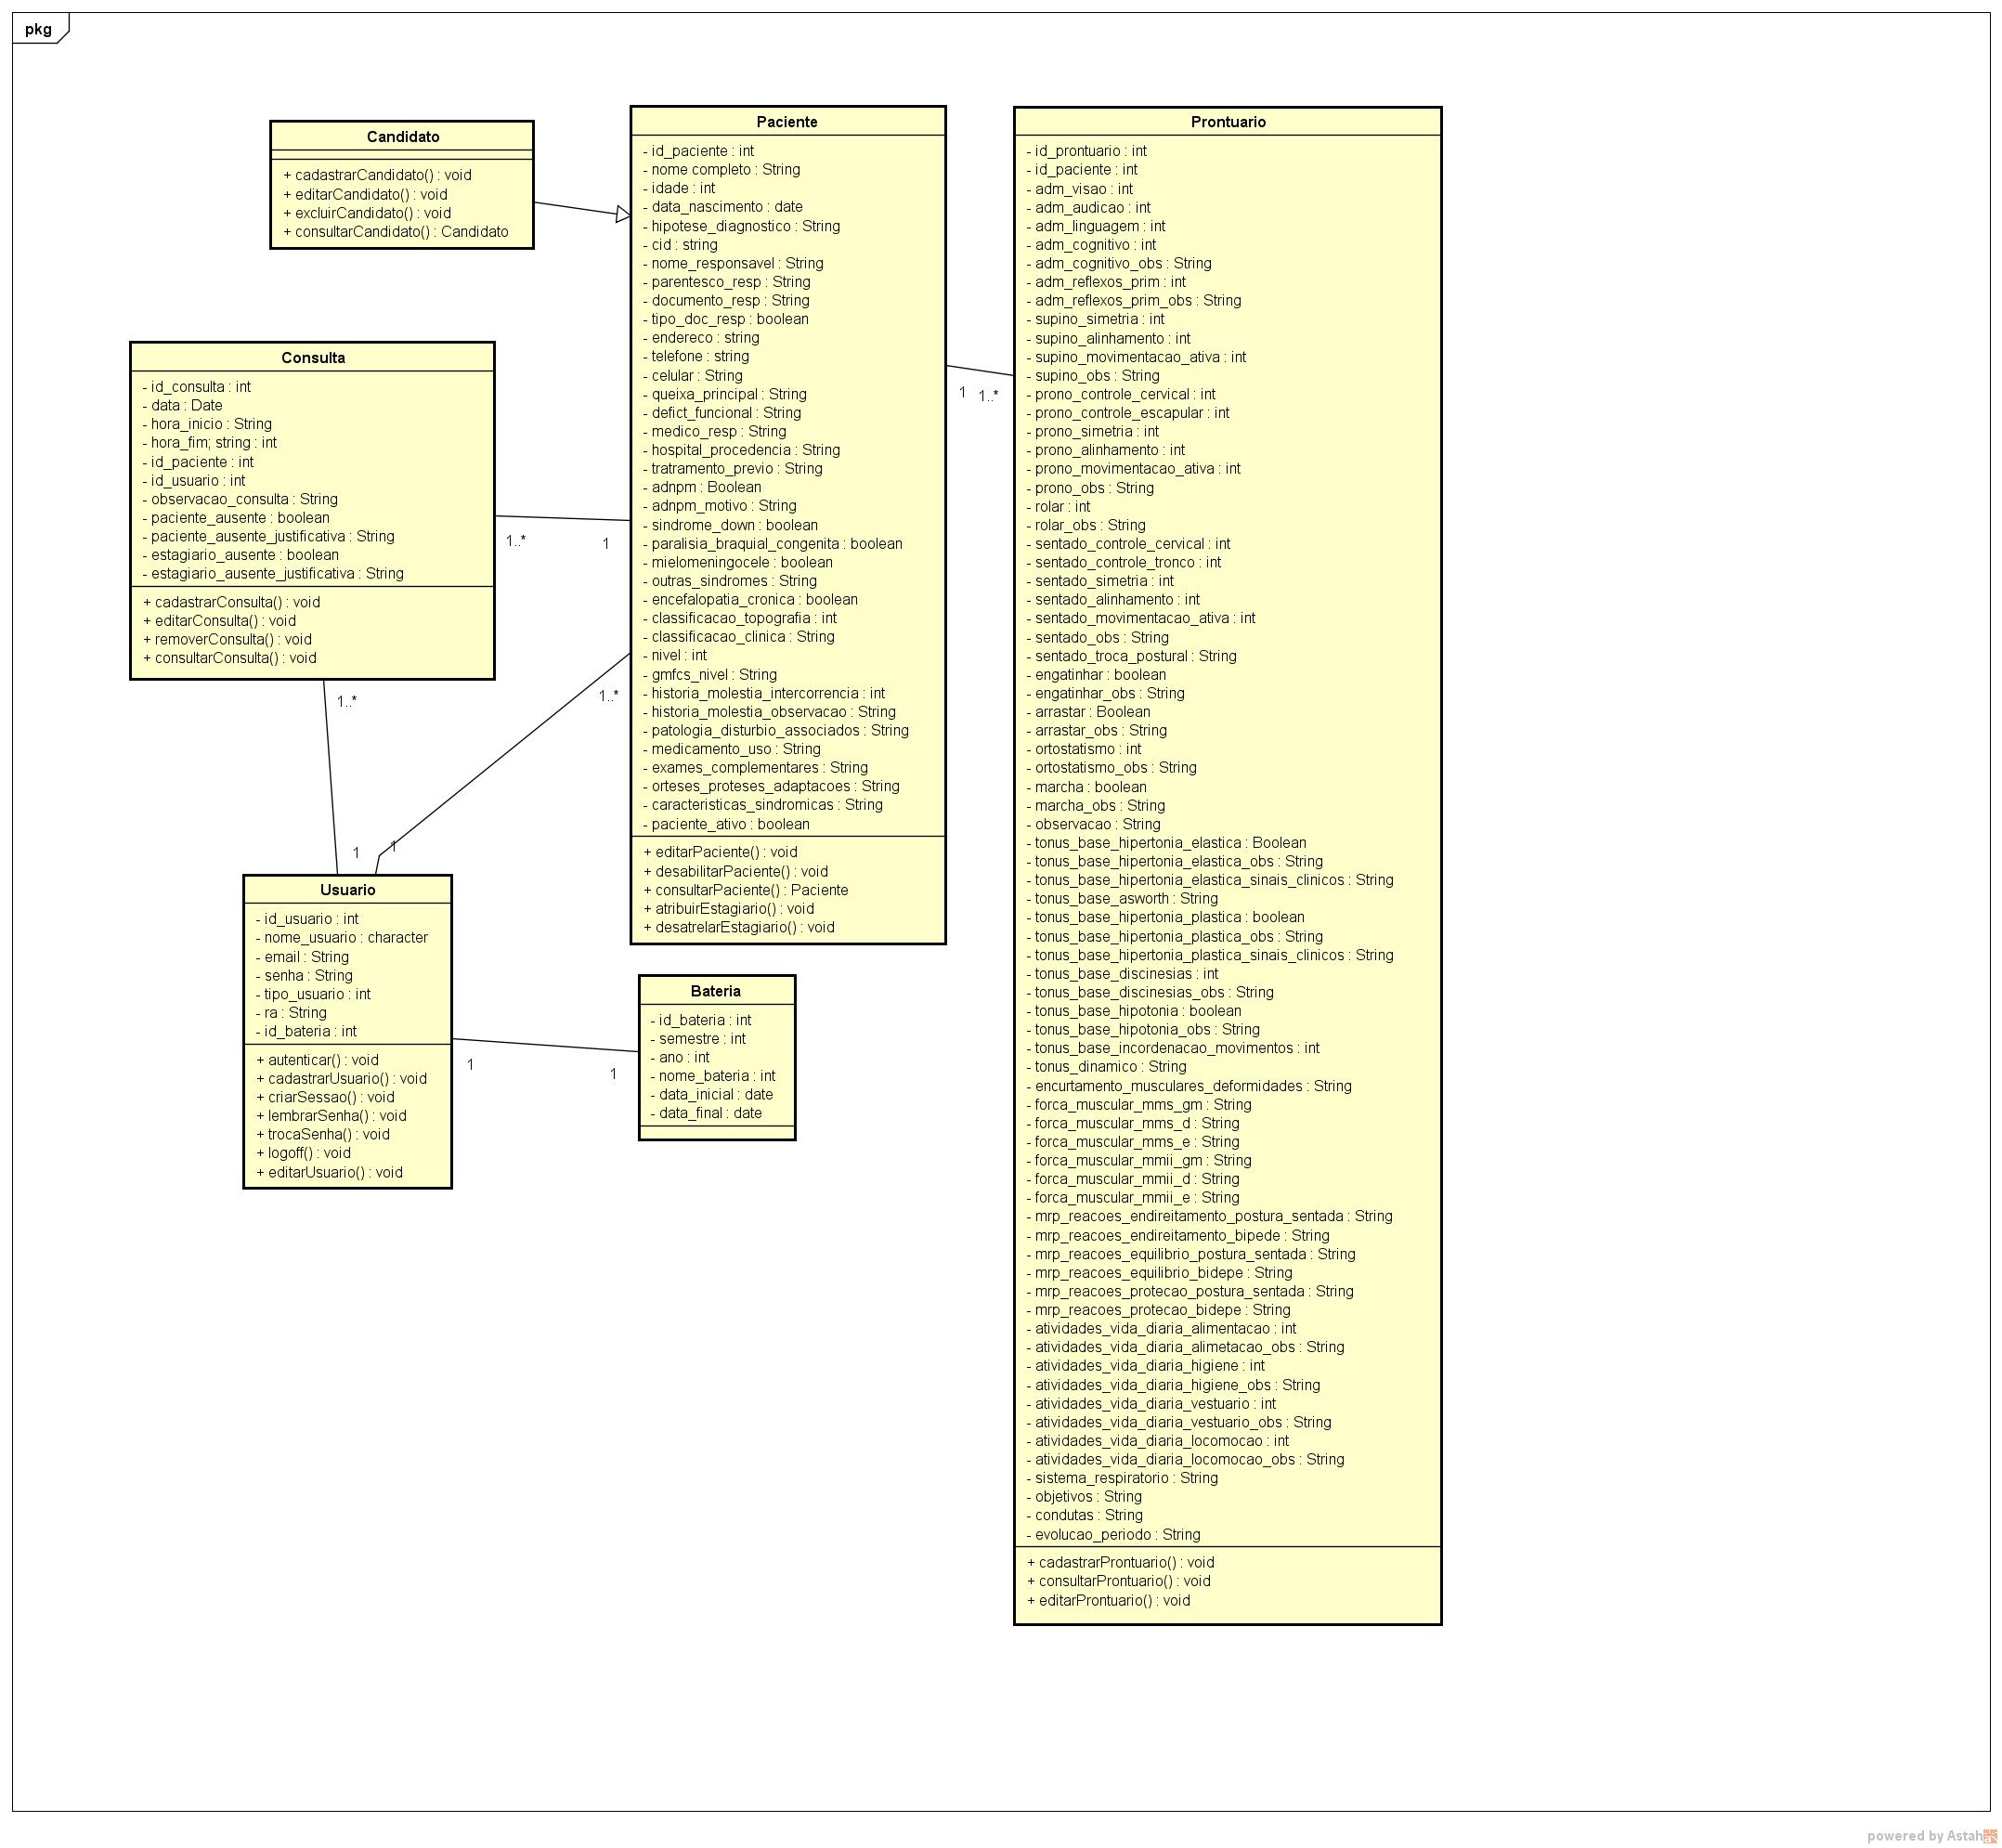 pkg
Candidato
+ cadastrarCandidato() : void
+ editarCandidato() : void
+ excluirCandidato() : void
+ consultarCandidato() : Candidato
Paciente
- id_paciente : int
- nome completo : String
- idade : int
- data_nascimento : date
- hipotese_diagnostico : String
- cid : string
- nome_responsavel : String
- parentesco_resp : String
- documento_resp : String
- tipo_doc_resp : boolean
- endereco : string
- telefone : string
- celular : String
- queixa_principal : String
- defict_funcional : String
- medico_resp : String
- hospital_procedencia : String
- tratramento_previo : String
- adnpm : Boolean
- adnpm_motivo : String
- sindrome_down : boolean
- paralisia_braquial_congenita : boolean
- mielomeningocele : boolean
- outras_sindromes : String
- encefalopatia_cronica : boolean
- classificacao_topografia : int
- classificacao_clinica : String
- nivel : int
- gmfcs_nivel : String
- historia_molestia_intercorrencia : int
- historia_molestia_observacao : String
- patologia_disturbio_associados : String
- medicamento_uso : String
- exames_complementares : String
- orteses_proteses_adaptacoes : String
- caracteristicas_sindromicas : String
- paciente_ativo : boolean
+ editarPaciente() : void
+ desabilitarPaciente() : void
+ consultarPaciente() : Paciente
+ atribuirEstagiario() : void
+ desatrelarEstagiario() : void
Prontuario
- id_prontuario : int
- id_paciente : int
- adm_visao : int
- adm_audicao : int
- adm_linguagem : int
- adm_cognitivo : int
- adm_cognitivo_obs : String
- adm_reflexos_prim : int
- adm_reflexos_prim_obs : String
- supino_simetria : int
- supino_alinhamento : int
- supino_movimentacao_ativa : int
- supino_obs : String
- prono_controle_cervical : int
- prono_controle_escapular : int
- prono_simetria : int
- prono_alinhamento : int
- prono_movimentacao_ativa : int
- prono_obs : String
- rolar : int
- rolar_obs : String
- sentado_controle_cervical : int
- sentado_controle_tronco : int
- sentado_simetria : int
- sentado_alinhamento : int
- sentado_movimentacao_ativa : int
- sentado_obs : String
- sentado_troca_postural : String
- engatinhar : boolean
- engatinhar_obs : String
- arrastar : Boolean
- arrastar_obs : String
- ortostatismo : int
- ortostatismo_obs : String
- marcha : boolean
- marcha_obs : String
- observacao : String
- tonus_base_hipertonia_elastica : Boolean
- tonus_base_hipertonia_elastica_obs : String
- tonus_base_hipertonia_elastica_sinais_clinicos : String
- tonus_base_asworth : String
- tonus_base_hipertonia_plastica : boolean
- tonus_base_hipertonia_plastica_obs : String
- tonus_base_hipertonia_plastica_sinais_clinicos : String
- tonus_base_discinesias : int
- tonus_base_discinesias_obs : String
- tonus_base_hipotonia : boolean
- tonus_base_hipotonia_obs : String
- tonus_base_incordenacao_movimentos : int
- tonus_dinamico : String
- encurtamento_musculares_deformidades : String
- forca_muscular_mms_gm : String
- forca_muscular_mms_d : String
- forca_muscular_mms_e : String
- forca_muscular_mmii_gm : String
- forca_muscular_mmii_d : String
- forca_muscular_mmii_e : String
- mrp_reacoes_endireitamento_postura_sentada : String
- mrp_reacoes_endireitamento_bipede : String
- mrp_reacoes_equilibrio_postura_sentada : String
- mrp_reacoes_equilibrio_bidepe : String
- mrp_reacoes_protecao_postura_sentada : String
- mrp_reacoes_protecao_bidepe : String
- atividades_vida_diaria_alimentacao : int
- atividades_vida_diaria_alimetacao_obs : String
- atividades_vida_diaria_higiene : int
- atividades_vida_diaria_higiene_obs : String
- atividades_vida_diaria_vestuario : int
- atividades_vida_diaria_vestuario_obs : String
- atividades_vida_diaria_locomocao : int
- atividades_vida_diaria_locomocao_obs : String
- sistema_respiratorio : String
- objetivos : String
- condutas : String
- evolucao_periodo : String
+ cadastrarProntuario() : void
+ consultarProntuario() : void
+ editarProntuario() : void
1 1..*
Consulta
- id_consulta : int
- data : Date
- hora_inicio : String
- hora_fim; string : int
- id_paciente : int
- id_usuario : int
- observacao_consulta : String
- paciente_ausente : boolean
- paciente_ausente_justificativa : String
- estagiario_ausente : boolean
- estagiario_ausente_justificativa : String
+ cadastrarConsulta() : void
+ editarConsulta() : void
+ removerConsulta() : void
+ consultarConsulta() : void
1..* 1
1..*
1..*
1
1
Usuario
- id_usuario : int
- nome_usuario : character
- email : String
- senha : String
- tipo_usuario : int
- ra : String
- id_bateria : int
+ autenticar() : void
+ cadastrarUsuario() : void
+ criarSessao() : void
+ lembrarSenha() : void
+ trocaSenha() : void
+ logoff() : void
+ editarUsuario() : void
1 1
Bateria
- id_bateria : int
- semestre : int
- ano : int
- nome_bateria : int
- data_inicial : date
- data_final : date
powered by Astah